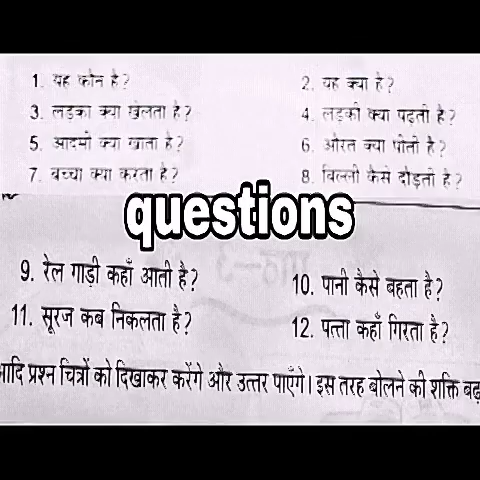 1. यह कौन है?
2. यह क्या है?
3. लड़का क्या खेलता है?
4. लड़की क्या पढ़ती है?
5. आदमी क्या खाता है?
6. औरत क्या पीती है?
7. बच्चा क्या करता है?
8. बिल्ली कैसे दौड़ती है?
questions
9. रेल गाड़ी कहाँ आती है?
10. पानी कैसे बहता है?
11. सूरज कब निकलता है?
12. पत्ता कहाँ गिरता है?
प्रश्न चित्रों को दिखाकर करेंगे और उत्तर पाएँगे। इस तरह बोलने की शक्ति